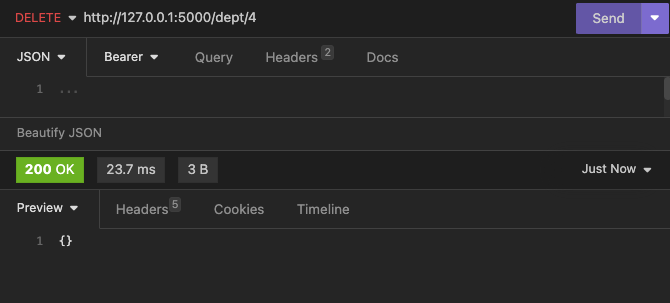 DELETE http://127.0.0.1:5000/dept/4 Send
JSON Bearer Query Headers 2 Docs
1 ...
Beautify JSON
200 OK 23.7 ms 3 B Just Now
Preview Headers 5 Cookies Timeline
1 {}